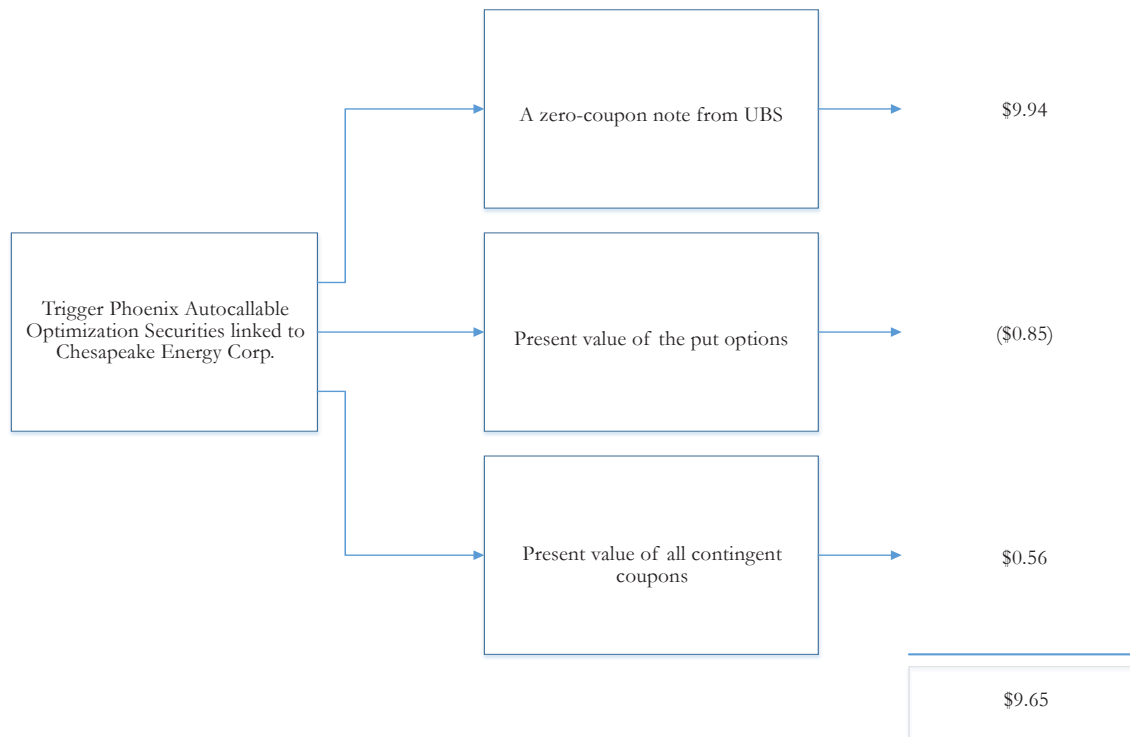 A zero-coupon note from UBS
$9.94
Trigger Phoenix Autocallable
Optimization Securities linked to
Chesapeake Energy Corp.
Present value of the put options
($0.85)
Present value of all contingent
coupons
$0.56
$9.65